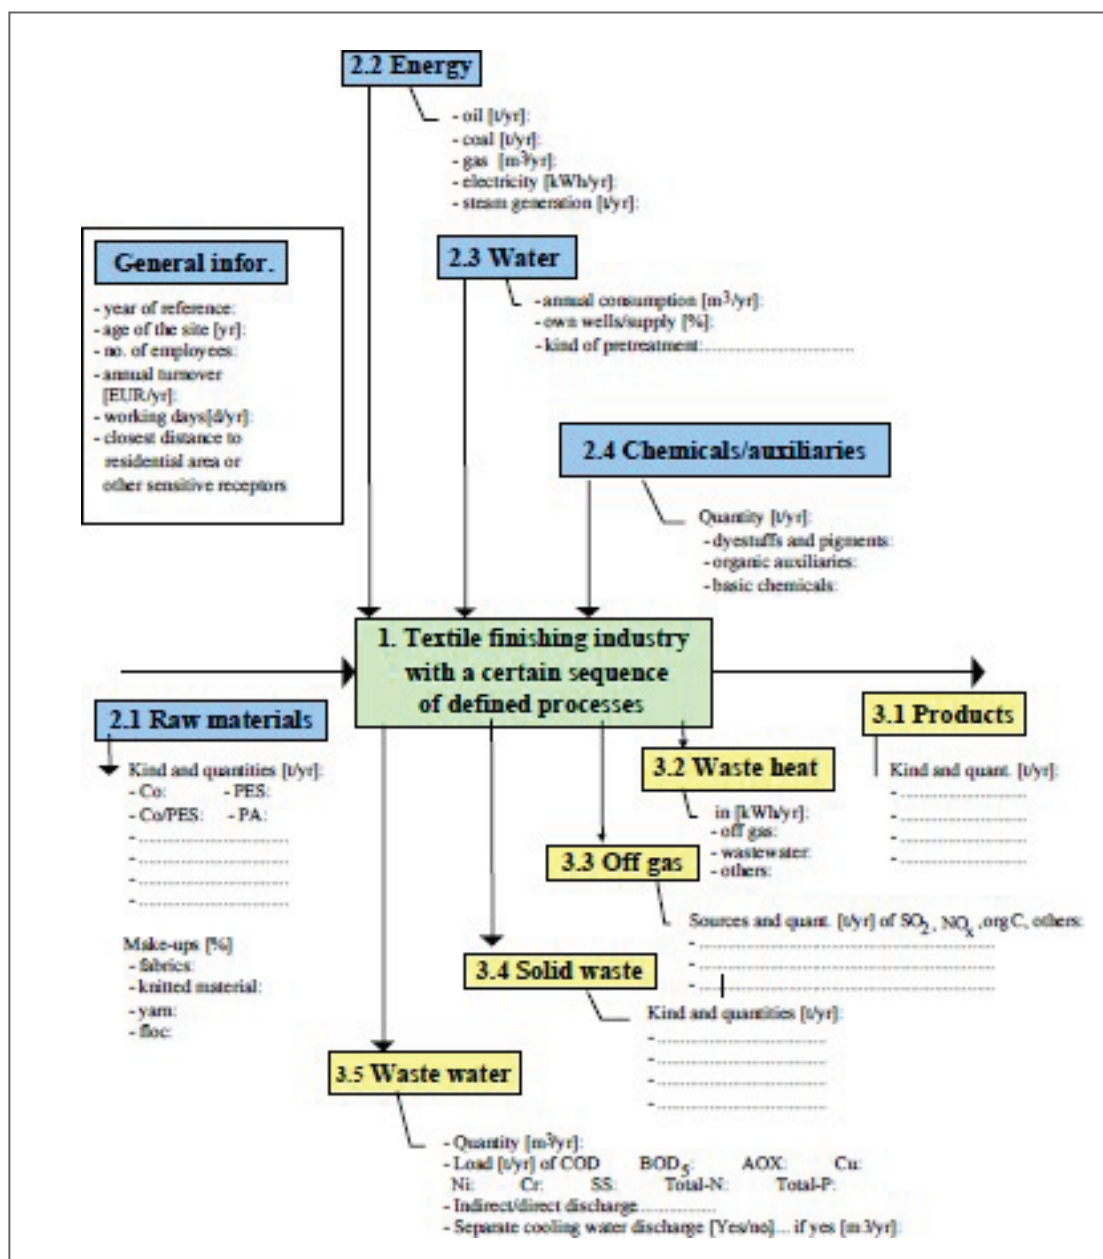 2.2 Energy
- oil [t/yr]:
- coal [t/yr]:
- gas [m³/yr]:
- electricity [kWh/yr]:
- steam generation [t/yr]:
General infor.
- year of reference:
- age of the site [yr]:
- no. of employees:
- annual turnover
[EUR/yr]:
- working days[d/yr]:
- closest distance to
residential area or
other sensitive receptors
2.3 Water
- annual consumption [m³/yr]:
- own wells/supply [%]:
- kind of pretreatment:..............................
2.4 Chemicals/auxiliaries
Quantity [t/yr]:
- dyestuffs and pigments:
- organic auxiliaries:
- basic chemicals:
1. Textile finishing industry
with a certain sequence
of defined processes
2.1 Raw materials
Kind and quantities [t/yr]:
- Co: - PES:
- Co/PES: - PA:
- ..............................
- ..............................
- ..............................
- ..............................
Make-ups [%]
- fabrics:
- knitted material:
- yarn:
- floc:
3.1 Products
Kind and quant. [t/yr]:
- ..............................
- ..............................
- ..............................
- ..............................
3.2 Waste heat
in [kWh/yr]:
- off gas:
- wastewater:
- others:
3.3 Off gas
Sources and quant. [t/yr] of SO₂, NOₓ, org C, others:
- ..............................
- ..............................
- ..............................
3.4 Solid waste
Kind and quantities [t/yr]:
- ..............................
- ..............................
- ..............................
- ..............................
3.5 Waste water
- Quantity [m³/yr]:
- Load [t/yr] of COD BOD₅: AOX: Cu:
Ni: Cr: SS: Total-N: Total-P:
- Indirect/direct discharge................
- Separate cooling water discharge [Yes/no].... if yes [m3/yr]: